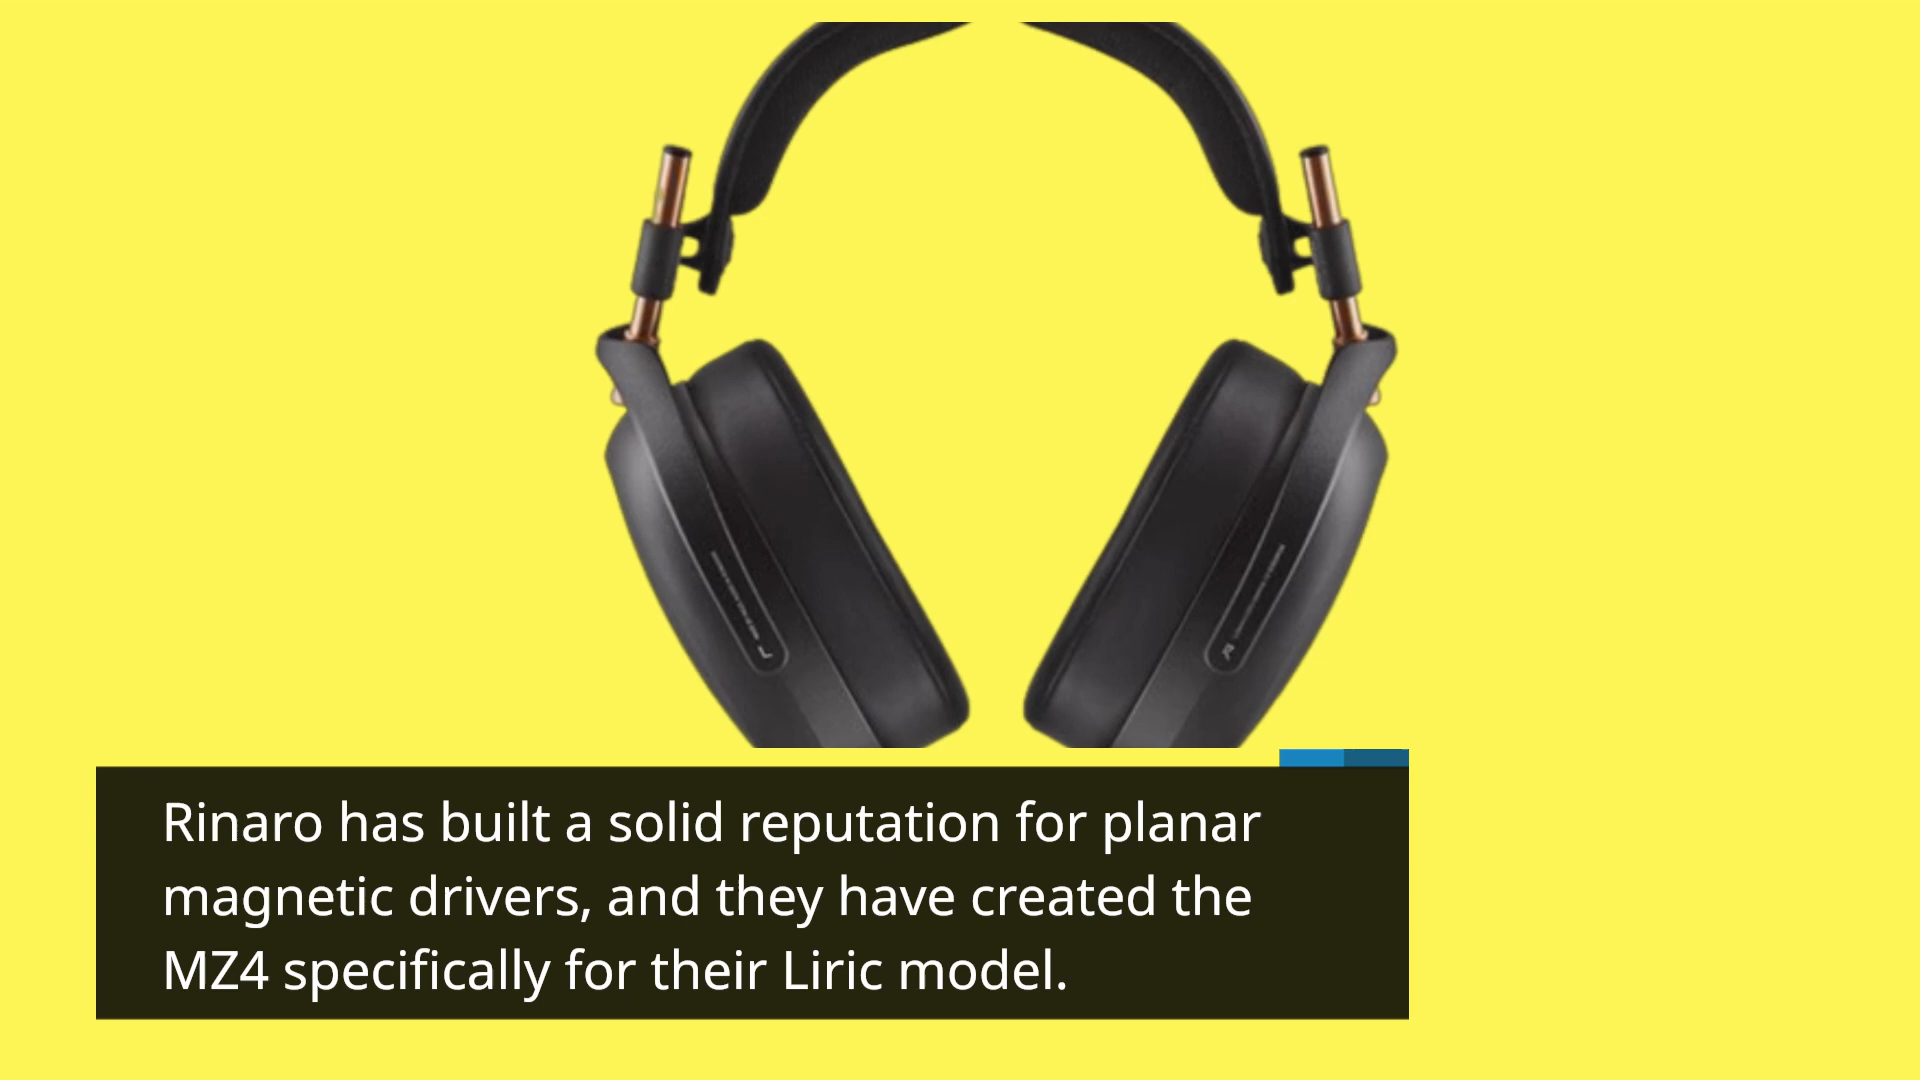 Rinaro has built a solid reputation for planar
magnetic drivers, and they have created the
MZ4 specifically for their Liric model.
L
R